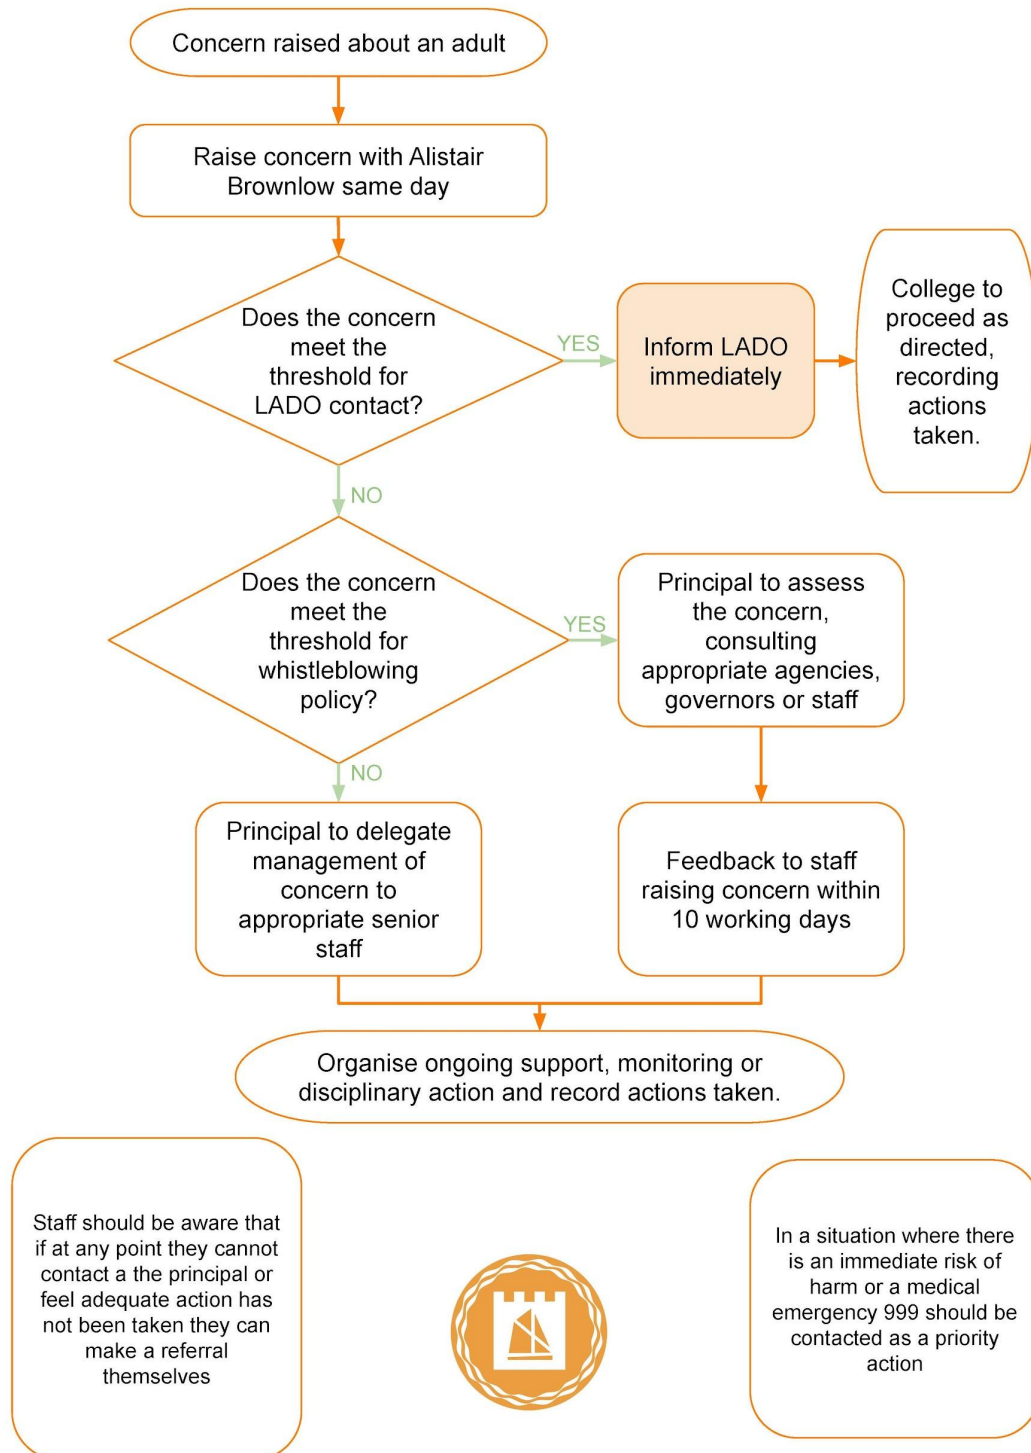 Concern raised about an adult
Raise concern with Alistair
Brownlow same day
Does the concern
meet the
threshold for
LADO contact?
YES
Inform LADO
immediately
College to
proceed as
directed,
recording
actions
taken.
NO
Does the concern
meet the
threshold for
whistleblowing
policy?
YES
Principal to assess
the concern,
consulting
appropriate agencies,
governors or staff
NO
Principal to delegate
management of
concern to
appropriate senior
staff
Feedback to staff
raising concern within
10 working days
Organise ongoing support, monitoring or
disciplinary action and record actions taken.
Staff should be aware that
if at any point they cannot
contact a the principal or
feel adequate action has
not been taken they can
make a referral
themselves
In a situation where there
is an immediate risk of
harm or a medical
emergency 999 should be
contacted as a priority
action